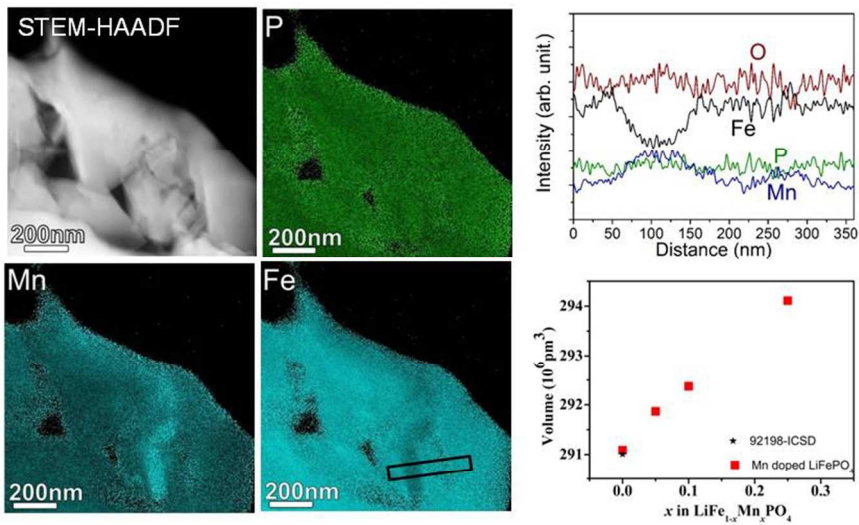 STEM-HAADF
200nm
P
200nm
Mn
200nm
Fe
200nm
Intensity (arb. unit.)
O
Fe
P
Mn
0 50 100 150 200 250 300 350
Distance (nm)
Volume (10⁶pm³)
294
293
292
291
92198-ICSD
Mn doped LiFePO₄
0.0 0.1 0.2 0.3
x in LiFe₁₋ₓMnₓPO₄